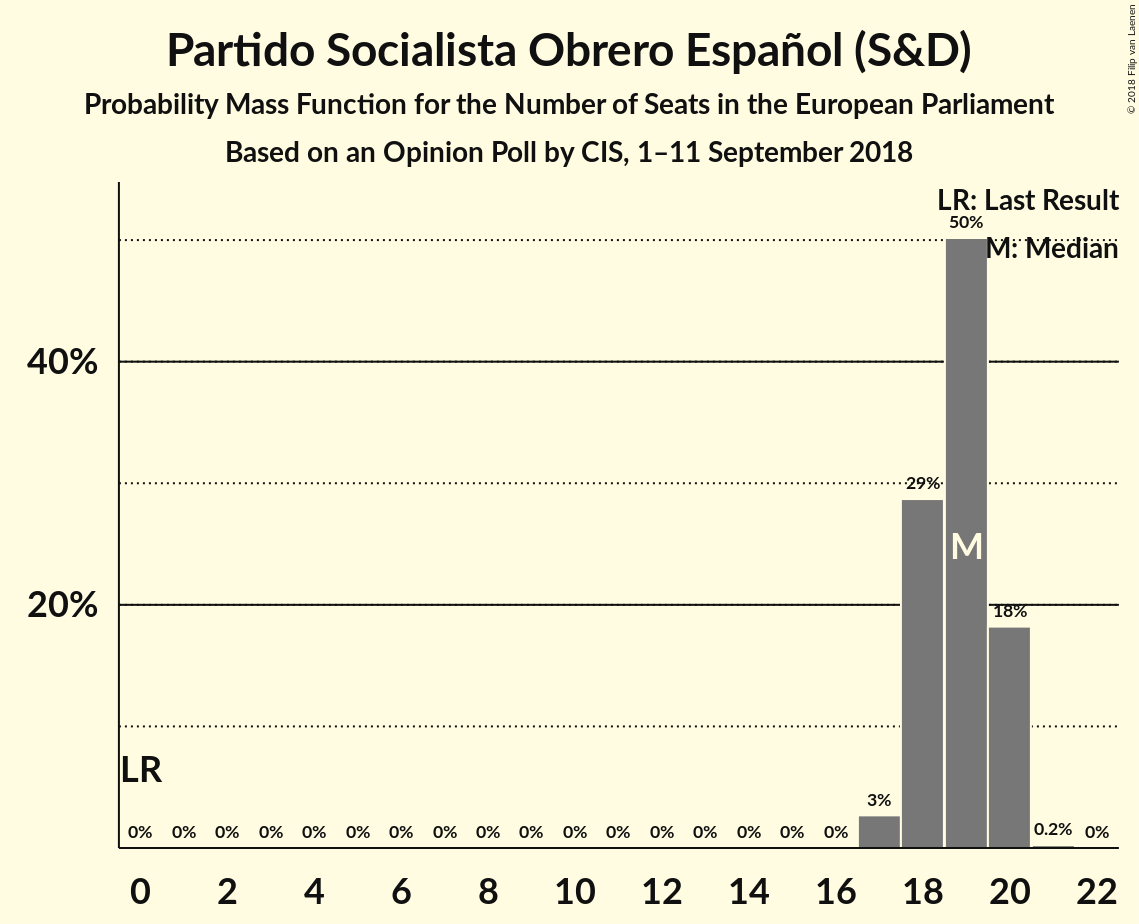 Partido Socialista Obrero Español (S&D)
Probability Mass Function for the Number of Seats in the European Parliament
Based on an Opinion Poll by CIS, 1–11 September 2018
© 2018 Filip van Laenen
LR: Last Result
50%
M: Median
40%
29%
M
20%
18%
LR
3%
0% 0% 0% 0% 0% 0% 0% 0% 0% 0% 0% 0% 0% 0% 0% 0% 0% 0.2% 0%
0 2 4 6 8 10 12 14 16 18 20 22